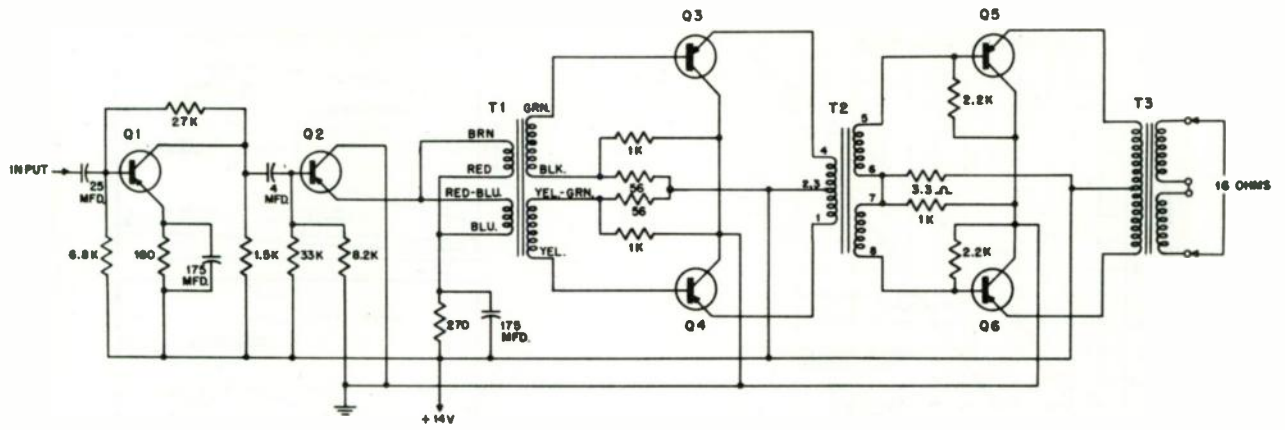 INPUT
25
MFD.
6.8K
27K
Q1
180
175
MFD.
1.5K
4
MFD.
Q2
33K
8.2K
BRN
RED
RED-BLU.
BLU.
270
175
MFD.
+14V
T1
GRN.
BLK.
YEL-GRN.
YEL.
1K
56
56
1K
Q3
Q4
T2
4
2,3
1
5
6
7
8
2.2K
3.3 Ω
1K
2.2K
Q5
Q6
T3
16 OHMS